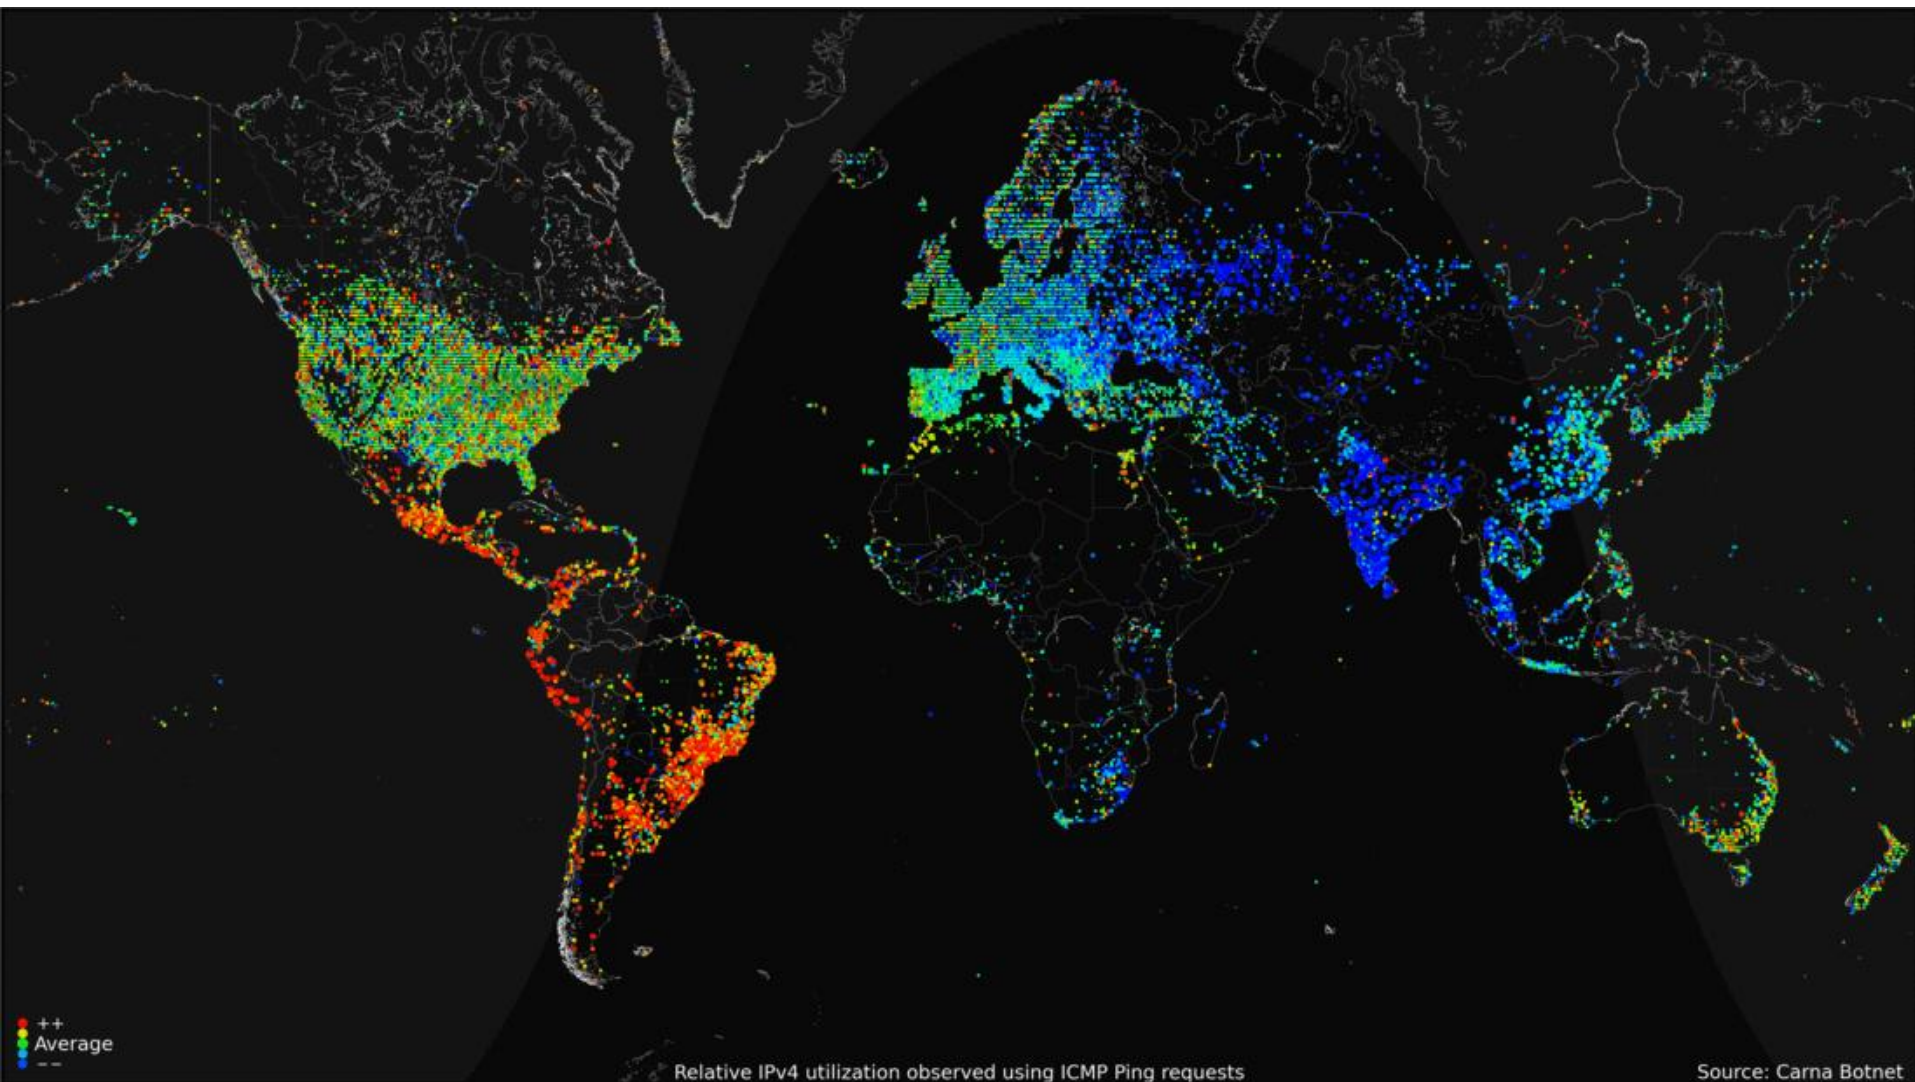 ++
Average
--
Relative IPv4 utilization observed using ICMP Ping requests
Source: Carna Botnet